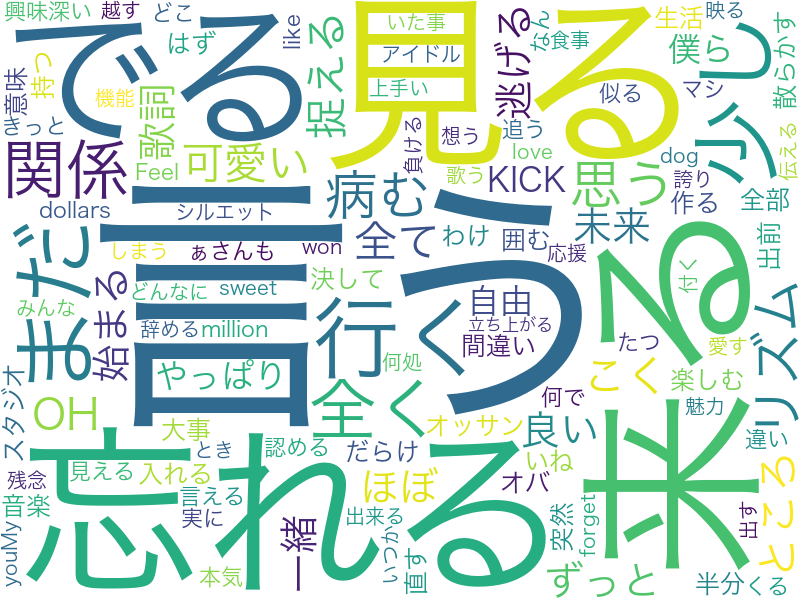 興味深い
越す
どこ
like
いた事
アイドル
上手い
な食事
なん
生活
映る
でる
見る
はず
意味
持つ
機能
きっと
歌詞
捉える
逃げる
僕ら
少し
散らかす
似る
マシ
関係
Feel
可愛い
負ける
想う
追う
love
歌う
KICK
思う
dog
誇り
作る
伝える
全部
dollars
シルエット
病む
まだ
言う
来る
しまう
ぁさんも
won
全て
わけ
囲む
応援
未来
出前
付く
みんな
始まる
どんなに
sweet
決して
行く
自由
立ち上がる
間違い
たつ
愛す
リズム
辞める
million
スタジオ
やっぱり
何処
全く
こく
楽しむ
何で
魅力
OH
大事
とき
認める
だらけ
オッサン
良い
違い
ところ
忘れる
残念
見える
入れる
ほぼ
いね
オバ
音楽
言える
実に
一緒
出来る
いつか
直す
突然
forget
出す
youMy
本気
ずっと
半分
くる